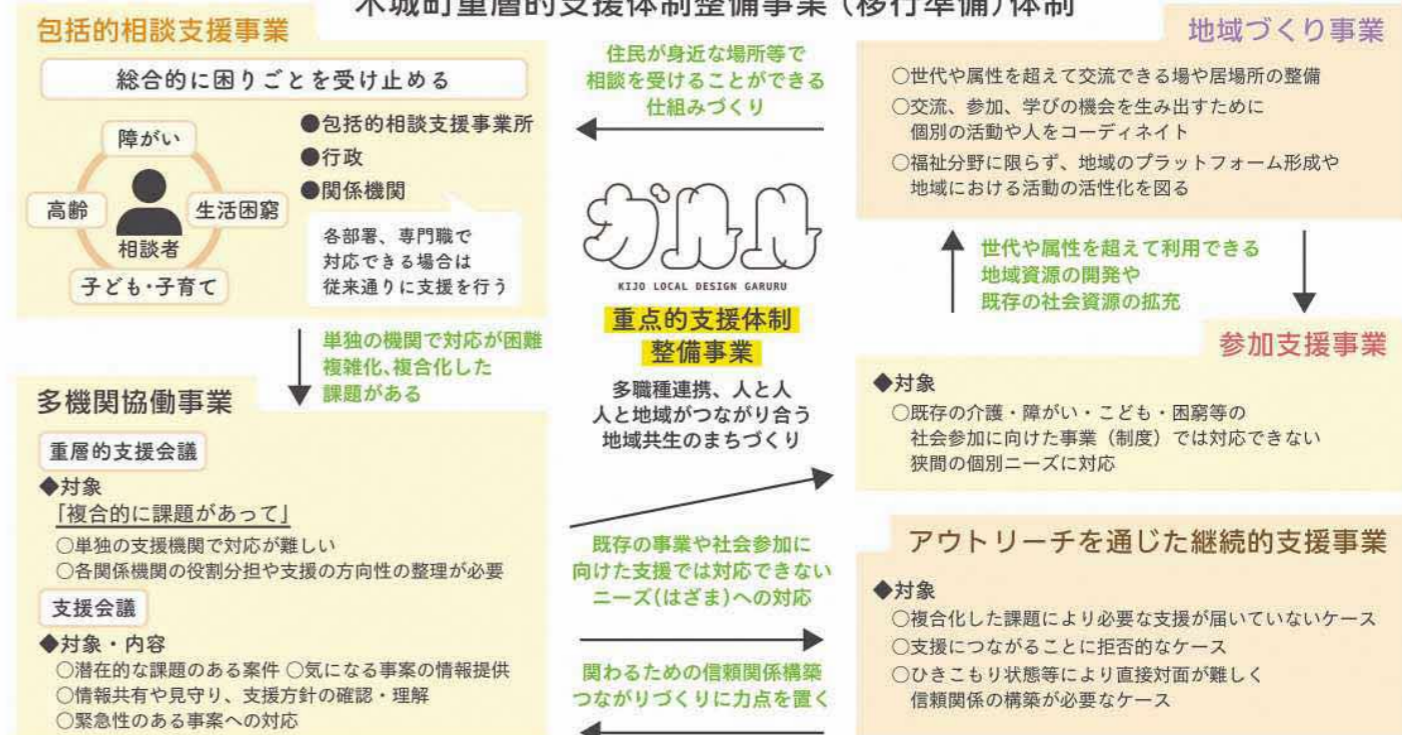 木城町重層的支援体制整備事業（移行準備）体制
包括的相談支援事業
総合的に困りごとを受け止める
障がい
高齢
生活困窮
相談者
子ども・子育て
●包括的相談支援事業所
●行政
●関係機関
各部署、専門職で
対応できる場合は
従来通りに支援を行う
単独の機関で対応が困難
複雑化、複合化した
課題がある
多機関協働事業
重層的支援会議
◆対象
「複合的に課題があって」
○単独の支援機関で対応が難しい
○各関係機関の役割分担や支援の方向性の整理が必要
支援会議
◆対象・内容
○潜在的な課題のある案件 ○気になる事案の情報提供
○情報共有や見守り、支援方針の確認・理解
○緊急性のある事案への対応
住民が身近な場所等で
相談を受けることができる
仕組みづくり
ガルル
KIJO LOCAL DESIGN GARURU
重点的支援体制
整備事業
多職種連携、人と人
人と地域がつながり合う
地域共生のまちづくり
既存の事業や社会参加に
向けた支援では対応できない
ニーズ(はざま)への対応
関わるための信頼関係構築
つながりづくりに力点を置く
地域づくり事業
○世代や属性を超えて交流できる場や居場所の整備
○交流、参加、学びの機会を生み出すために
個別の活動や人をコーディネイト
○福祉分野に限らず、地域のプラットフォーム形成や
地域における活動の活性化を図る
世代や属性を超えて利用できる
地域資源の開発や
既存の社会資源の拡充
参加支援事業
◆対象
○既存の介護・障がい・こども・困窮等の
社会参加に向けた事業（制度）では対応できない
狭間の個別ニーズに対応
アウトリーチを通じた継続的支援事業
◆対象
○複合化した課題により必要な支援が届いていないケース
○支援につながることに拒否的なケース
○ひきこもり状態等により直接対面が難しく
信頼関係の構築が必要なケース